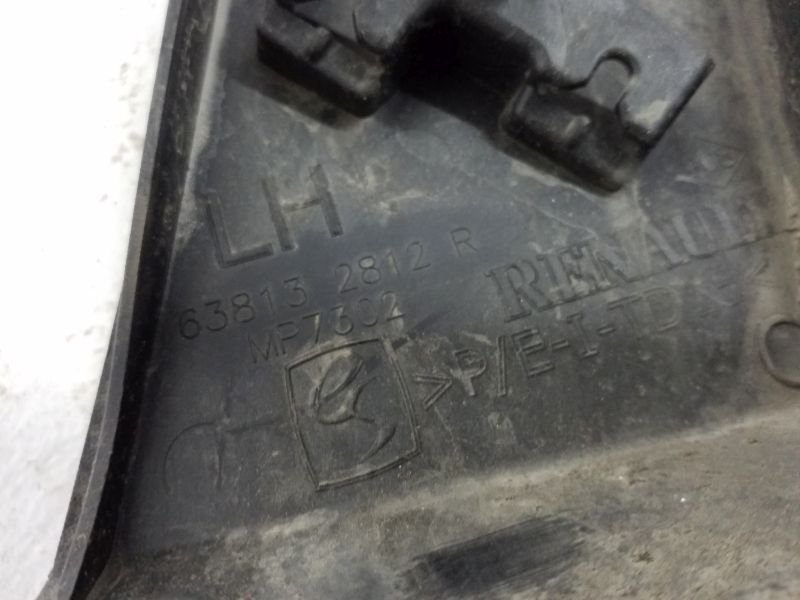 LH
63813 2812 R
MP7302
RENAULT
>P/E-I-TD